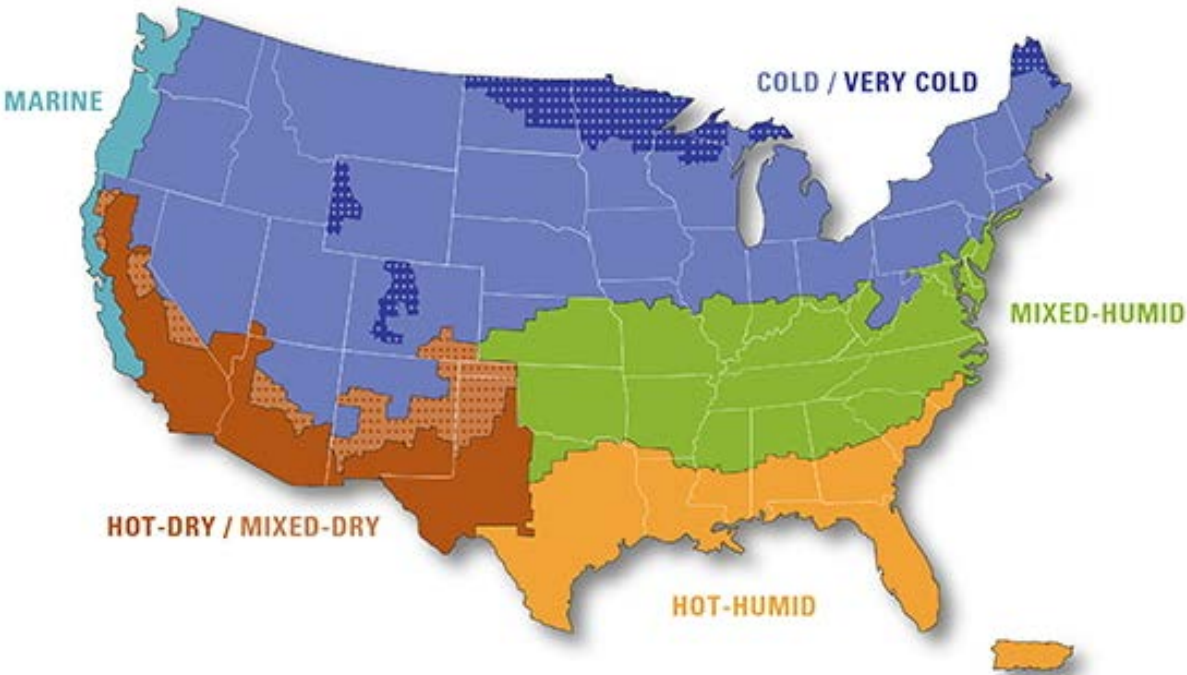 COLD / VERY COLD
MARINE
MIXED-HUMID
HOT-DRY / MIXED-DRY
HOT-HUMID